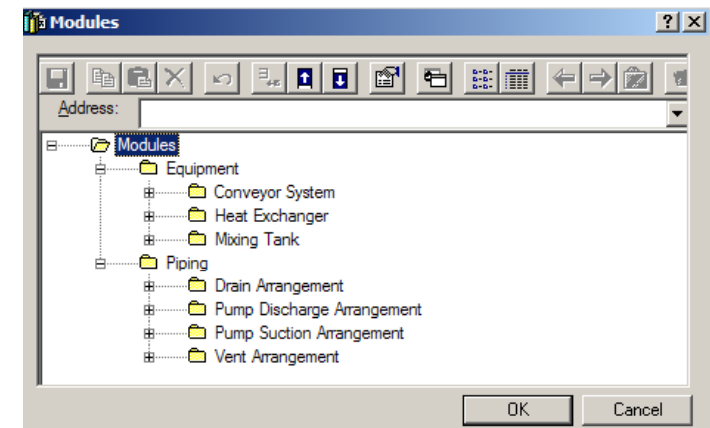 Modules
Address:
Modules
Equipment
Conveyor System
Heat Exchanger
Mixing Tank
Piping
Drain Arrangement
Pump Discharge Arrangement
Pump Suction Arrangement
Vent Arrangement
OK Cancel